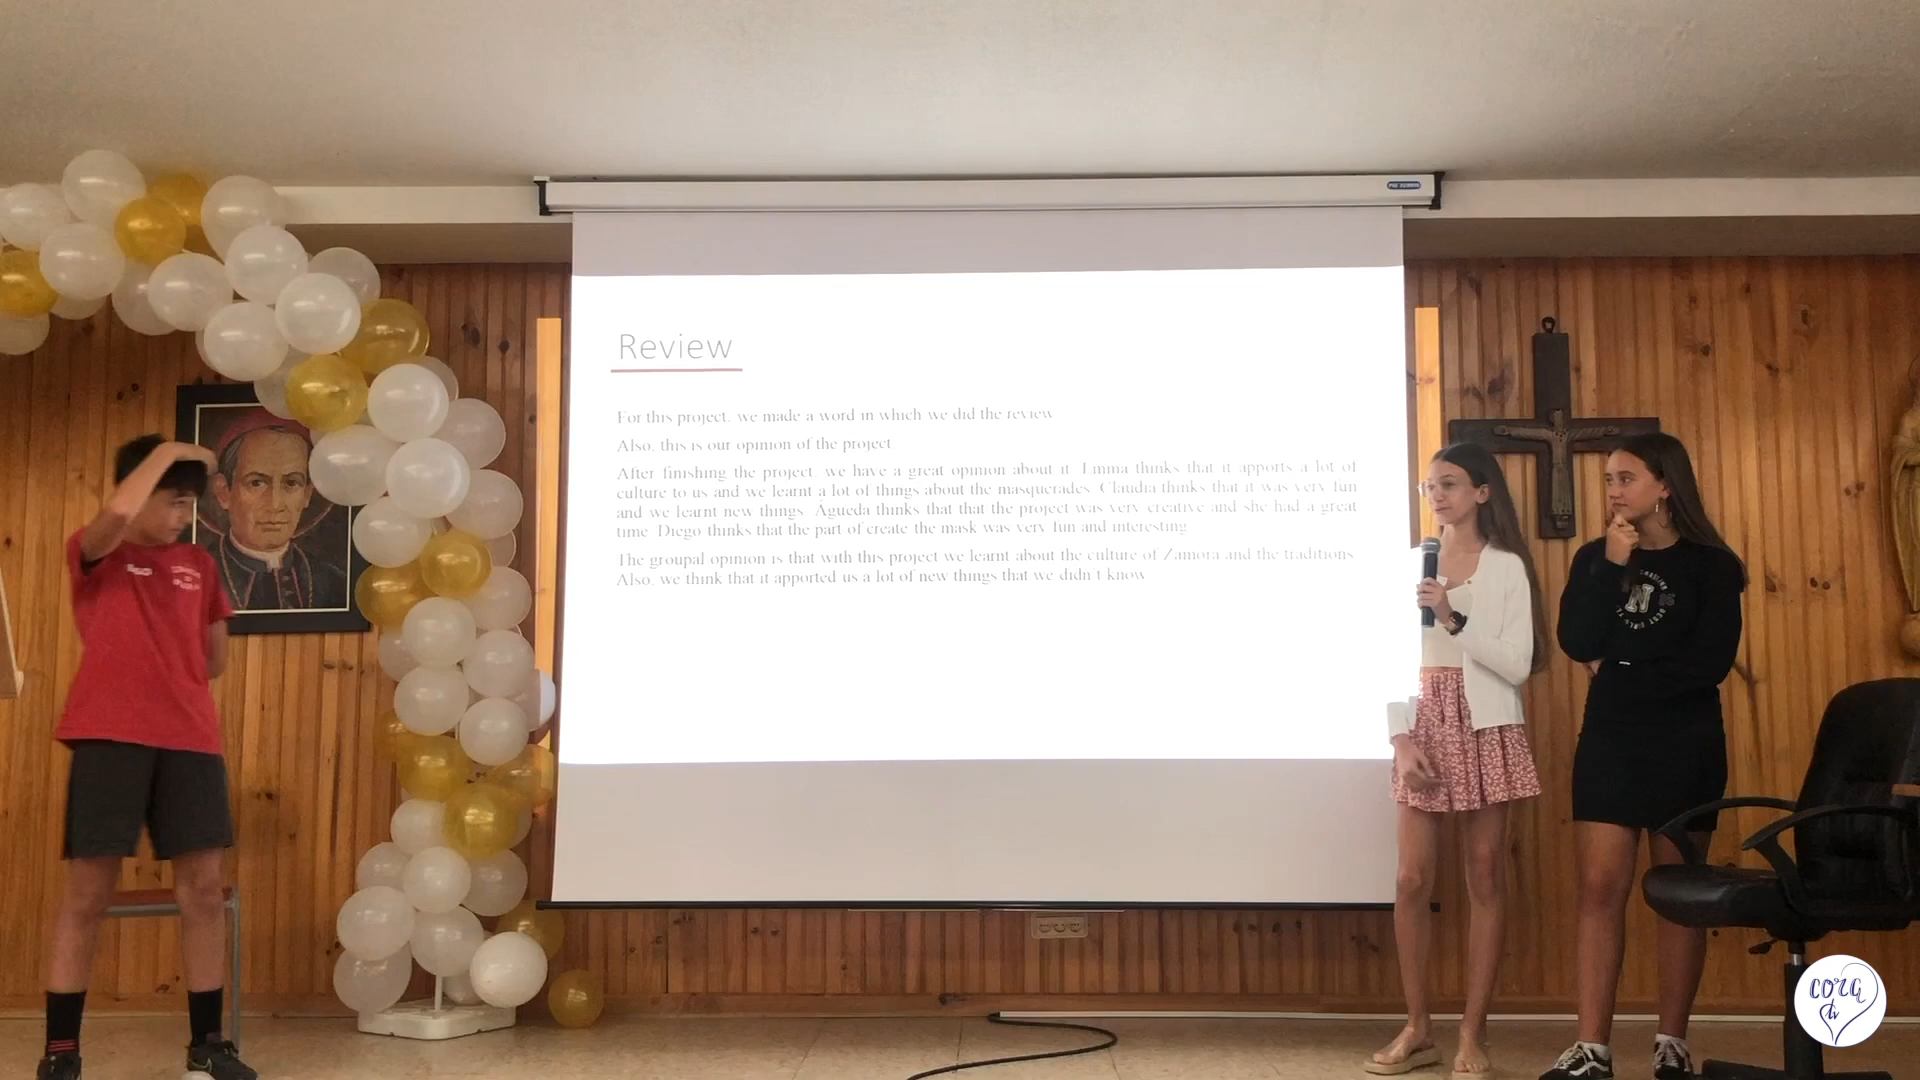 Review
For this project, we made a word in which we did the review
Also, this is our opinion of the project
After finishing the project, we have a great opinion about it. Emma thinks that it apports a lot of
culture to us and we learnt a lot of things about the masquerades. Claudia thinks that it was very fun
and we learnt new things. Águeda thinks that that the project was very creative and she had a great
time. Diego thinks that the part of create the mask was very fun and interesting
The groupal opinion is that with this project we learnt about the culture of Zamora and the traditions.
Also, we think that it apported us a lot of new things that we didn't know
N
corq
tv